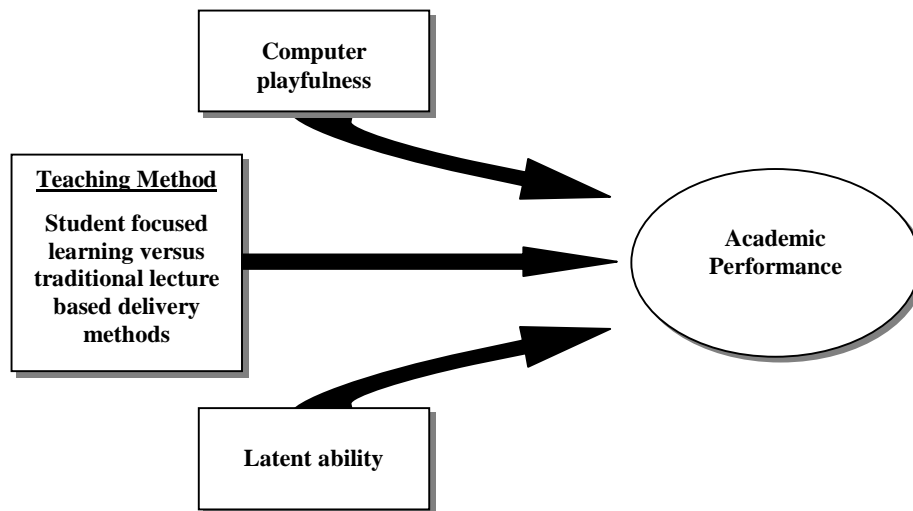 Computer
playfulness
Teaching Method
Student focused
learning versus
traditional lecture
based delivery
methods
Academic
Performance
Latent ability